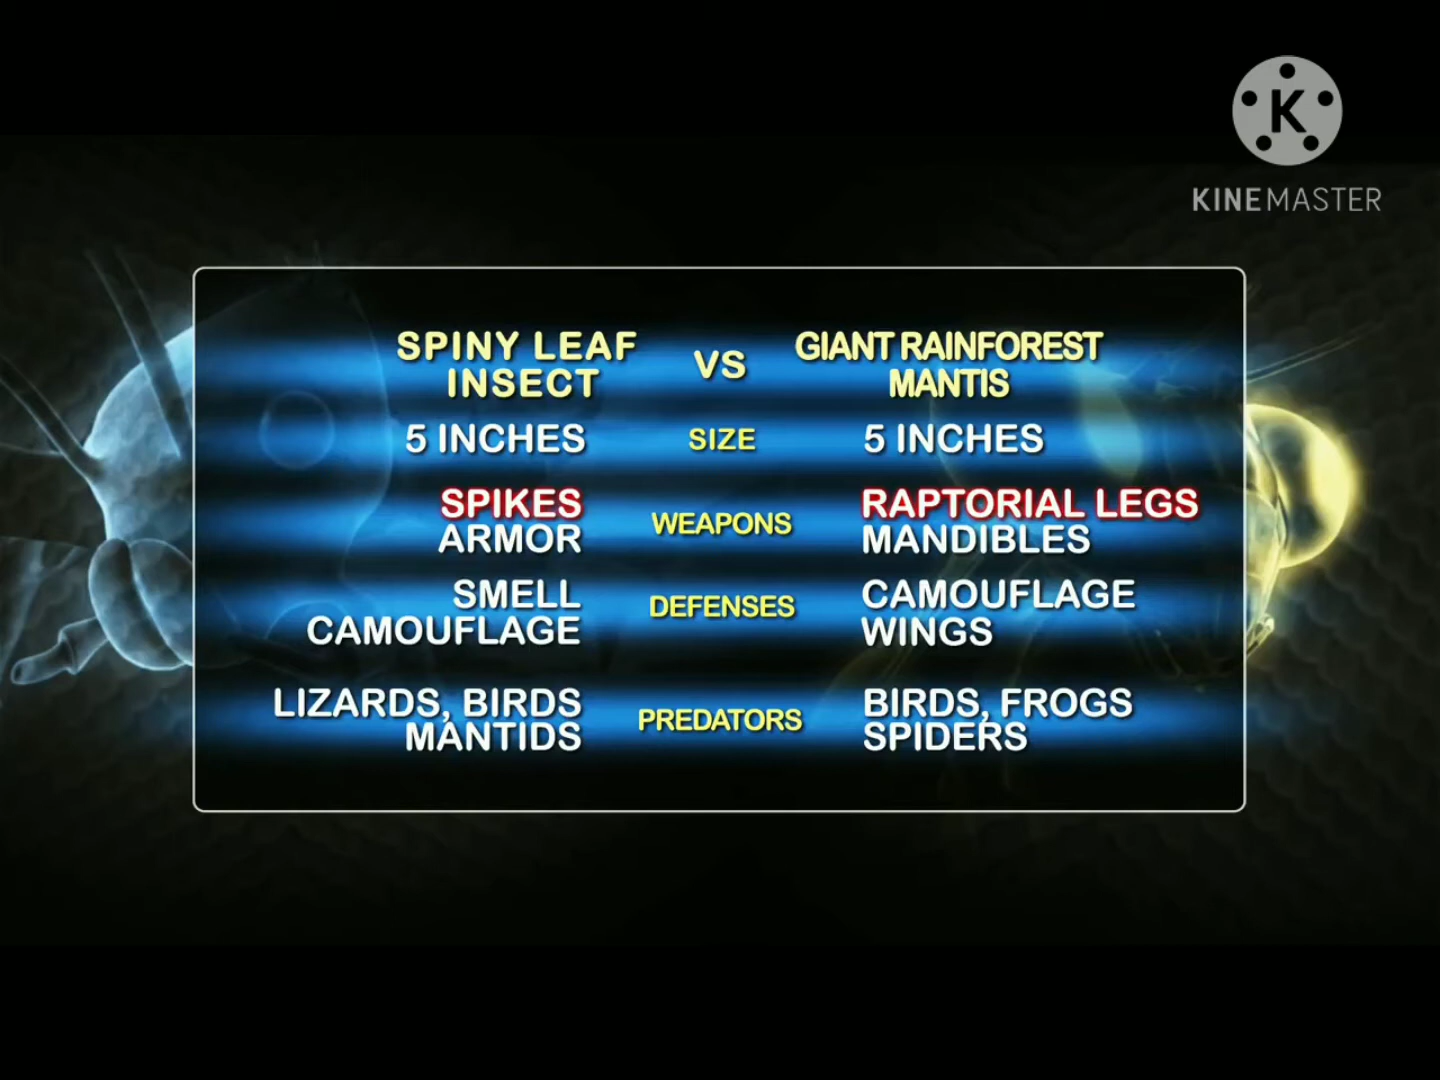 K
KINEMASTER
SPINY LEAF
INSECT
VS
GIANT RAINFOREST
MANTIS
5 INCHES
SIZE
5 INCHES
SPIKES
ARMOR
WEAPONS
RAPTORIAL LEGS
MANDIBLES
SMELL
CAMOUFLAGE
DEFENSES
CAMOUFLAGE
WINGS
LIZARDS, BIRDS
MANTIDS
PREDATORS
BIRDS, FROGS
SPIDERS